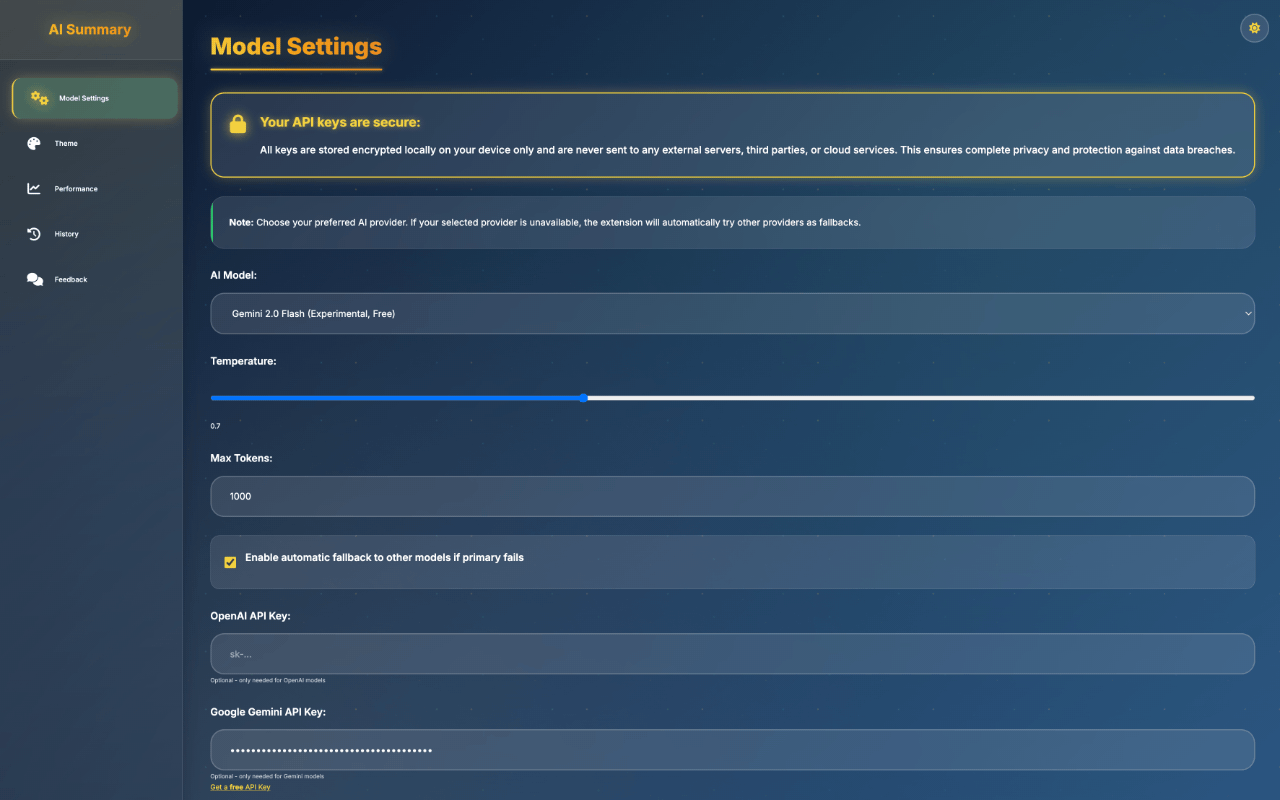 AI Summary
Model Settings
Theme
Performance
History
Feedback
Model Settings
Your API keys are secure:
All keys are stored encrypted locally on your device only and are never sent to any external servers, third parties, or cloud services. This ensures complete privacy and protection against data breaches.
Note: Choose your preferred AI provider. If your selected provider is unavailable, the extension will automatically try other providers as fallbacks.
AI Model:
Gemini 2.0 Flash (Experimental, Free)
Temperature:
0.7
Max Tokens:
1000
Enable automatic fallback to other models if primary fails
OpenAI API Key:
sk-...
Optional - only needed for OpenAI models
Google Gemini API Key:
Optional - only needed for Gemini models
Get a free API Key